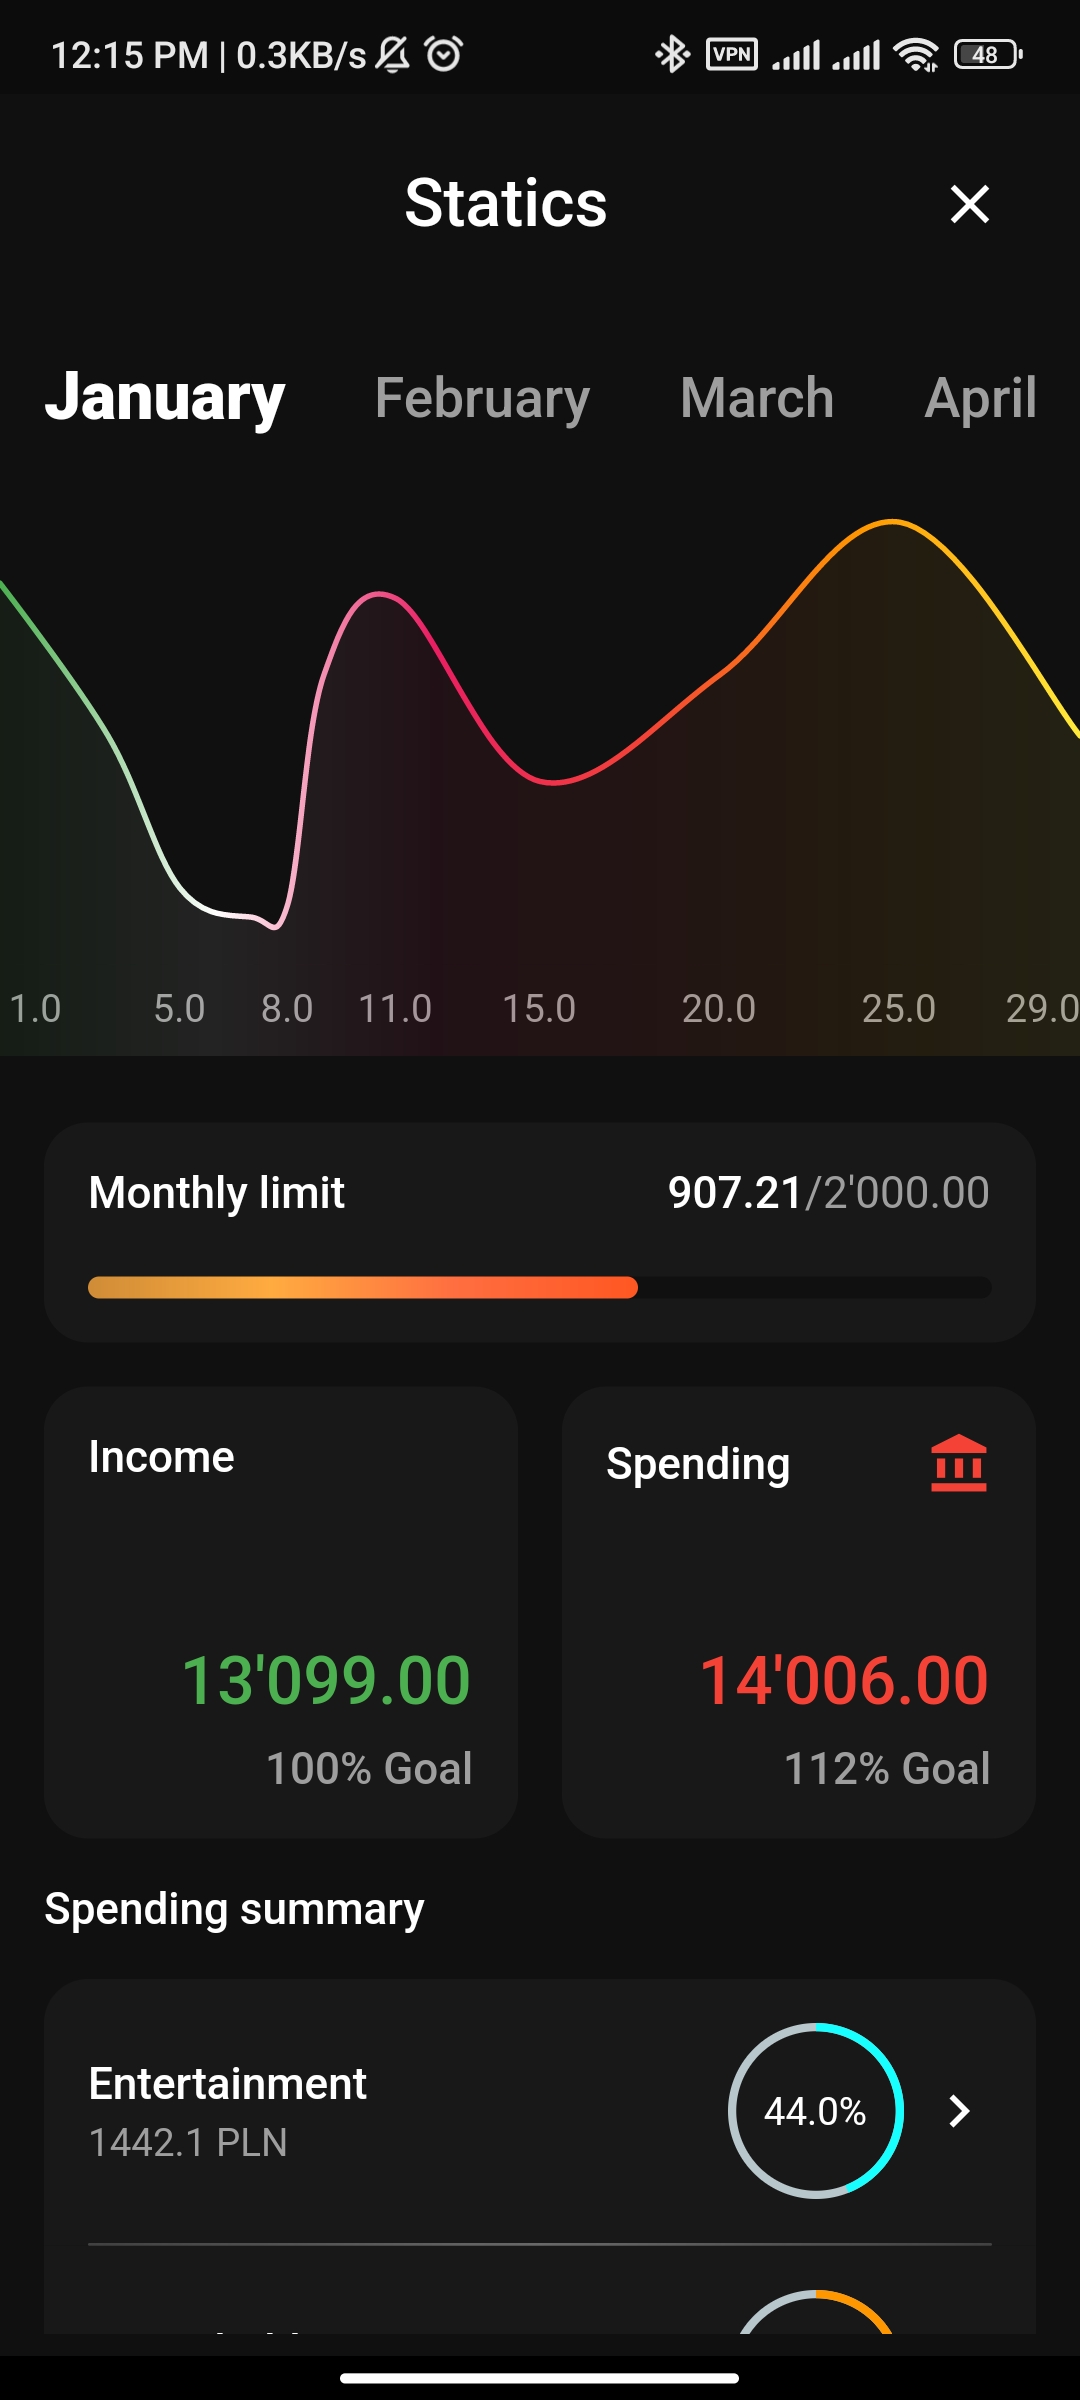 12:15 PM | 0.3KB/s VPN 48
Statics
January February March April
1.0 5.0 8.0 11.0 15.0 20.0 25.0 29.0
Monthly limit 907.21/2'000.00
Income Spending
13'099.00 14'006.00
100% Goal 112% Goal
Spending summary
Entertainment
1442.1 PLN
44.0%